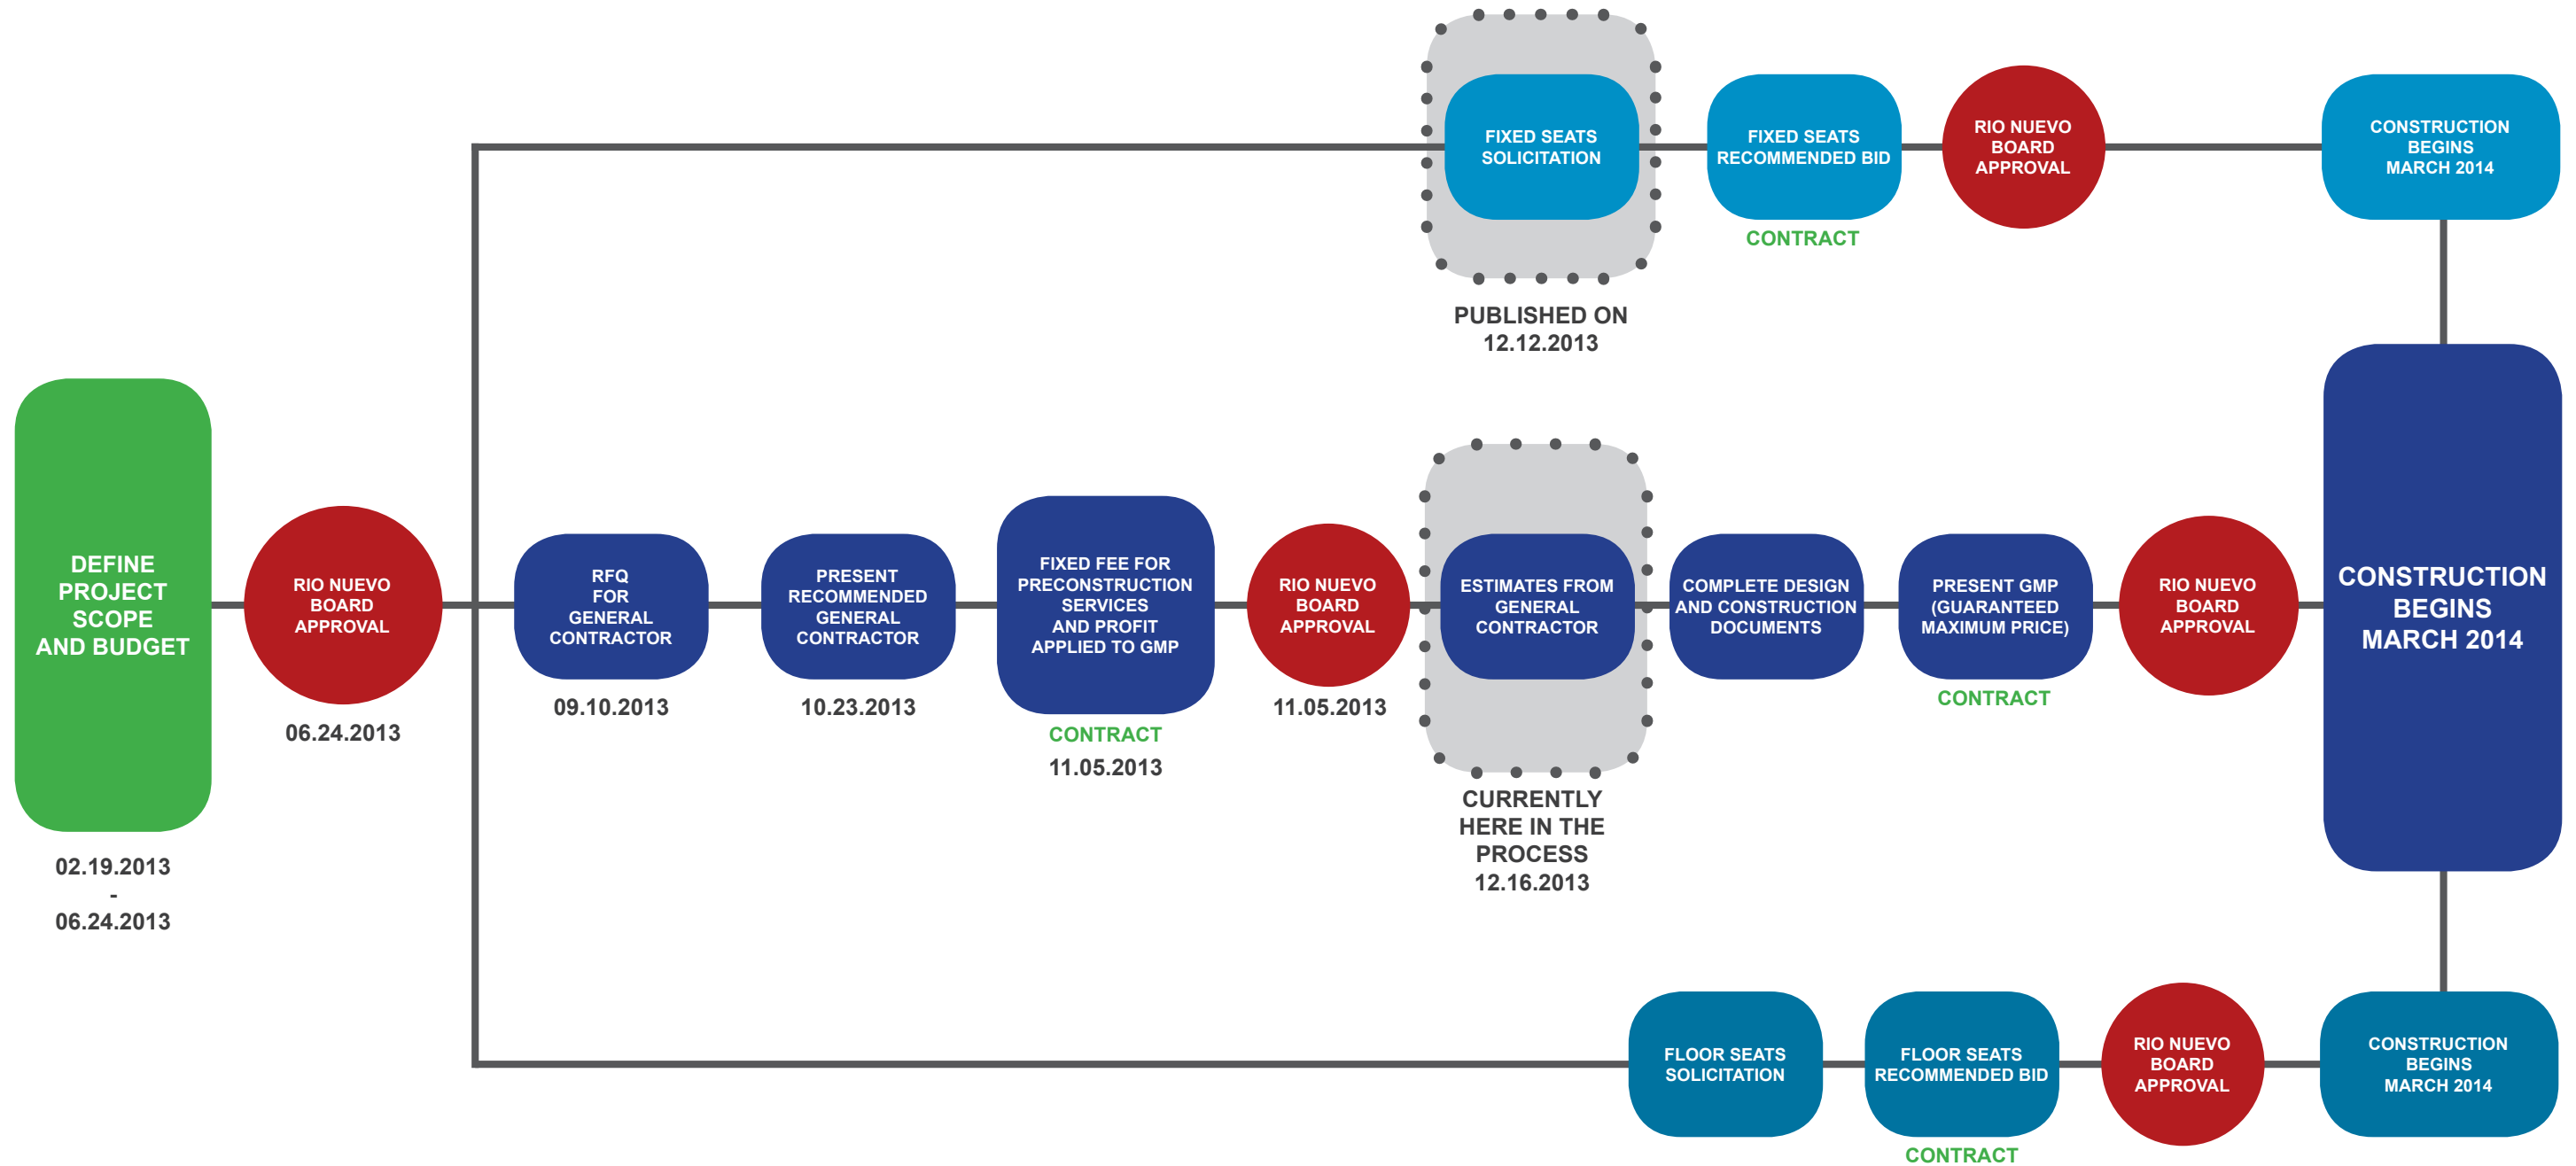 FIXED SEATS
SOLICITATION
FIXED SEATS
RECOMMENDED BID
RIO NUEVO
BOARD
APPROVAL
CONSTRUCTION
BEGINS
MARCH 2014
CONTRACT
PUBLISHED ON
12.12.2013
DEFINE
PROJECT
SCOPE
AND BUDGET
02.19.2013
-
06.24.2013
RIO NUEVO
BOARD
APPROVAL
06.24.2013
RFQ
FOR
GENERAL
CONTRACTOR
09.10.2013
PRESENT
RECOMMENDED
GENERAL
CONTRACTOR
10.23.2013
FIXED FEE FOR
PRECONSTRUCTION
SERVICES
AND PROFIT
APPLIED TO GMP
CONTRACT
11.05.2013
RIO NUEVO
BOARD
APPROVAL
11.05.2013
ESTIMATES FROM
GENERAL
CONTRACTOR
CURRENTLY
HERE IN THE
PROCESS
12.16.2013
COMPLETE DESIGN
AND CONSTRUCTION
DOCUMENTS
PRESENT GMP
(GUARANTEED
MAXIMUM PRICE)
CONTRACT
RIO NUEVO
BOARD
APPROVAL
CONSTRUCTION
BEGINS
MARCH 2014
FLOOR SEATS
SOLICITATION
FLOOR SEATS
RECOMMENDED BID
CONTRACT
RIO NUEVO
BOARD
APPROVAL
CONSTRUCTION
BEGINS
MARCH 2014